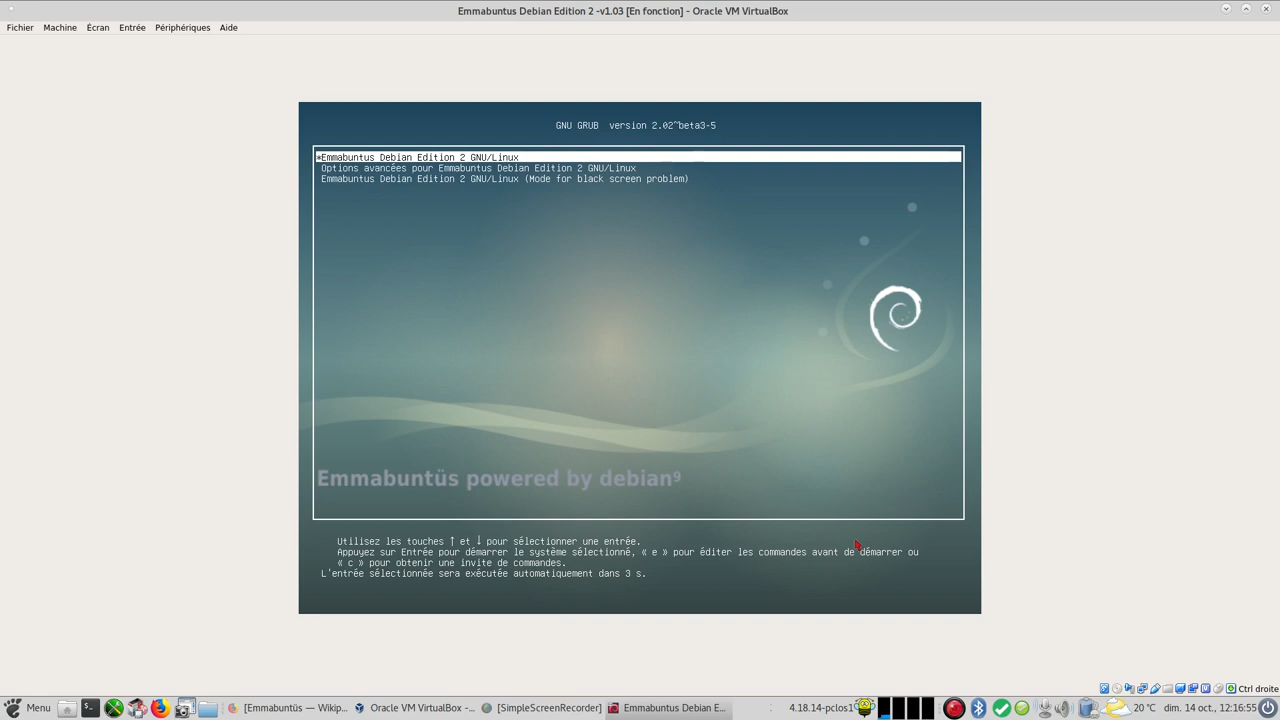 Emmabuntus Debian Edition 2 -v1.03 [En fonction] - Oracle VM VirtualBox
Fichier Machine Écran Entrée Périphériques Aide
GNU GRUB version 2.02~beta3-5
*Emmabuntus Debian Edition 2 GNU/Linux
Options avancées pour Emmabuntus Debian Edition 2 GNU/Linux
Emmabuntus Debian Edition 2 GNU/Linux (Mode for black screen problem)
Emmabuntüs powered by debian⁹
Utilisez les touches ↑ et ↓ pour sélectionner une entrée.
Appuyez sur Entrée pour démarrer le système sélectionné, « e » pour éditer les commandes avant de démarrer ou
« c » pour obtenir une invite de commandes.
L'entrée sélectionnée sera exécutée automatiquement dans 3 s.
Ctrl droite
Menu [Emmabuntüs — Wikip... Oracle VM VirtualBox -... [SimpleScreenRecorder] Emmabuntus Debian E... 4.18.14-pclos1 20 °C dim. 14 oct., 12:16:55